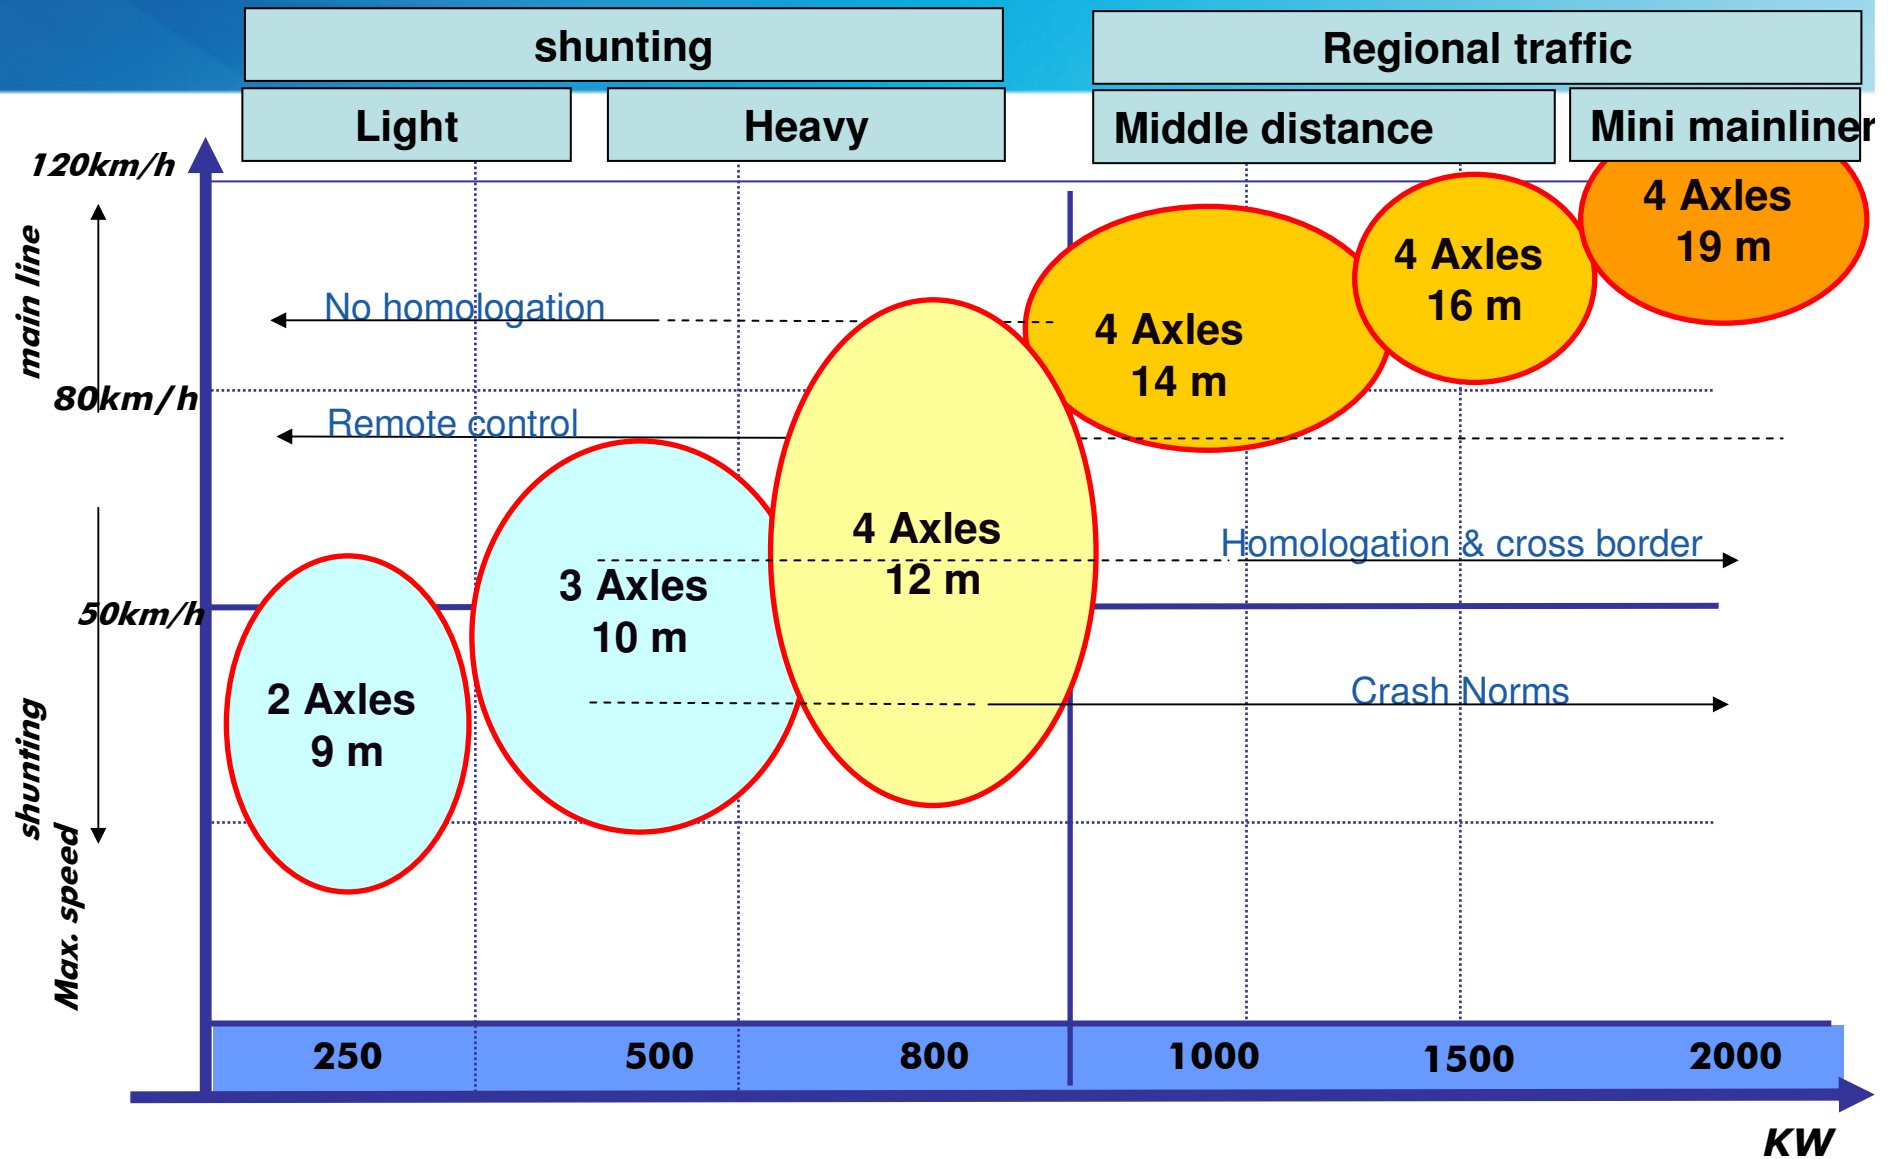 shunting
Regional traffic
Light
Heavy
Middle distance
Mini mainliner
120km/h
main line
4 Axles
19 m
4 Axles
16 m
No homologation
4 Axles
14 m
80km/h
Remote control
4 Axles
12 m
Homologation & cross border
3 Axles
10 m
50km/h
2 Axles
9 m
Crash Norms
shunting
Max. speed
250
500
800
1000
1500
2000
KW